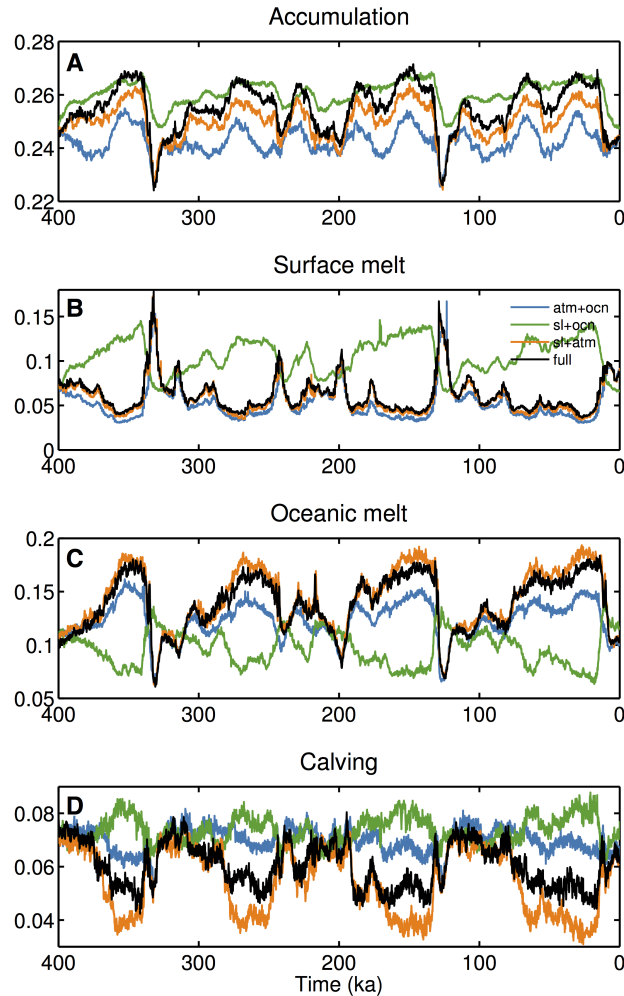 Accumulation
A
0.28
0.26
0.24
0.22
400 300 200 100 0
Surface melt
B
0.15
0.1
0.05
0
atm+ocn
sl+ocn
sl+atm
full
400 300 200 100 0
Oceanic melt
C
0.2
0.15
0.1
0.05
400 300 200 100 0
Calving
D
0.08
0.06
0.04
400 300 200 100 0
Time (ka)